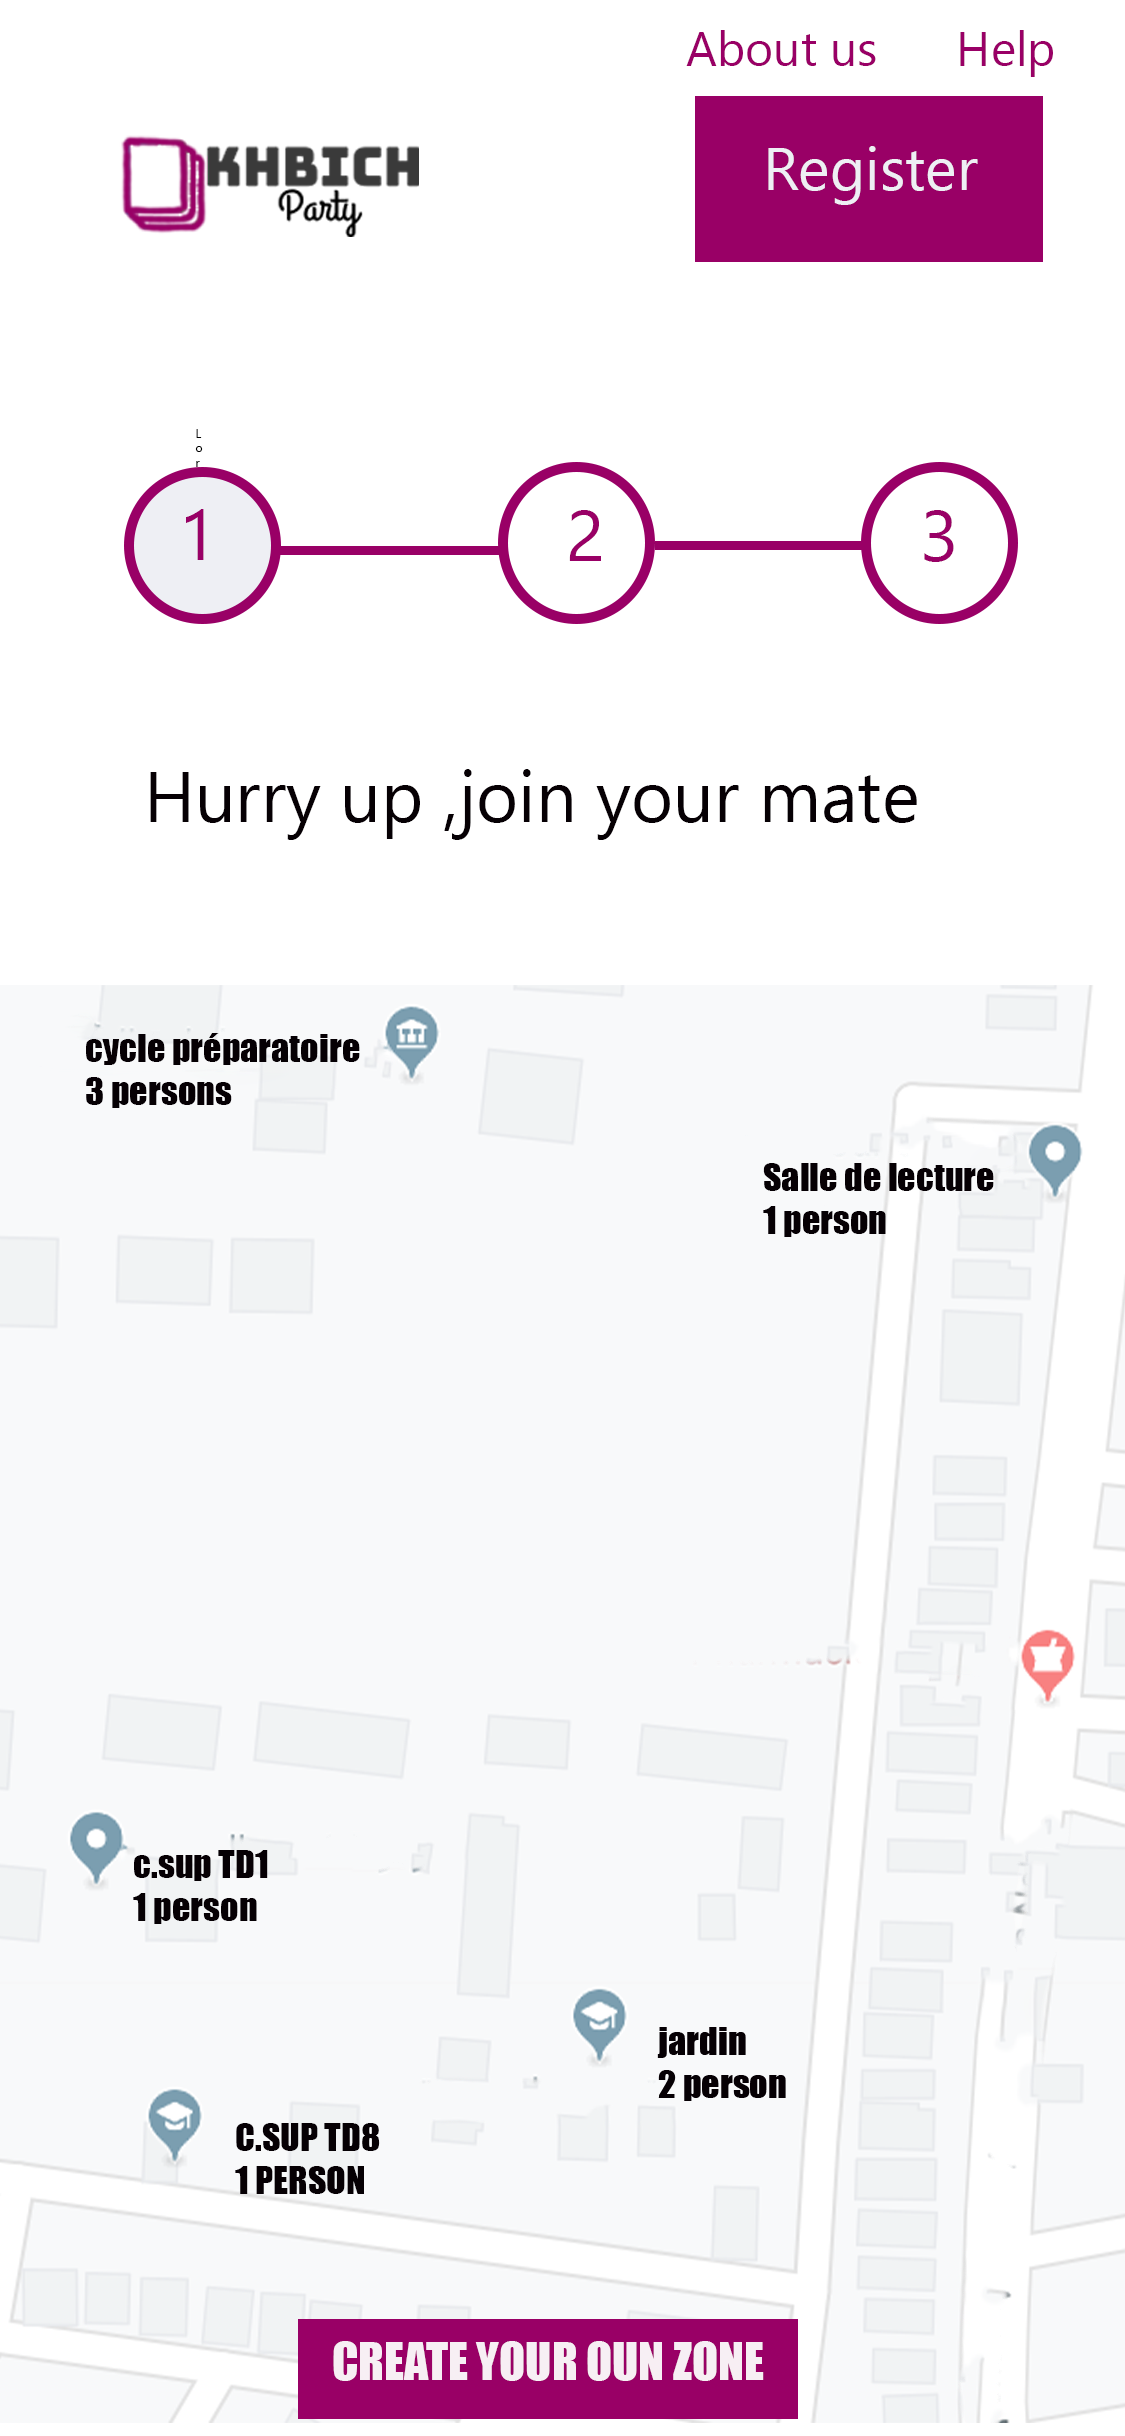 About us Help
Register
KHBICH
Party
L
o
r
1 2 3
Hurry up ,join your mate
cycle préparatoire
3 persons
Salle de lecture
1 person
c.sup TD1
1 person
jardin
2 person
C.SUP TD8
1 PERSON
CREATE YOUR OUN ZONE